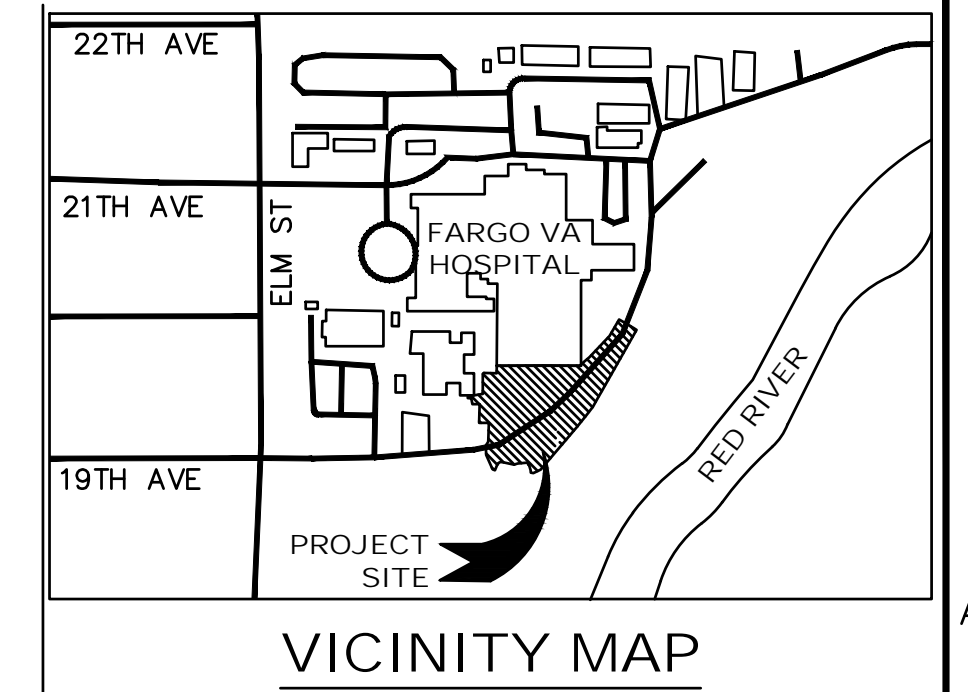 22TH AVE
21TH AVE
ELM ST
FARGO VA
HOSPITAL
RED RIVER
19TH AVE
PROJECT
SITE
VICINITY MAP